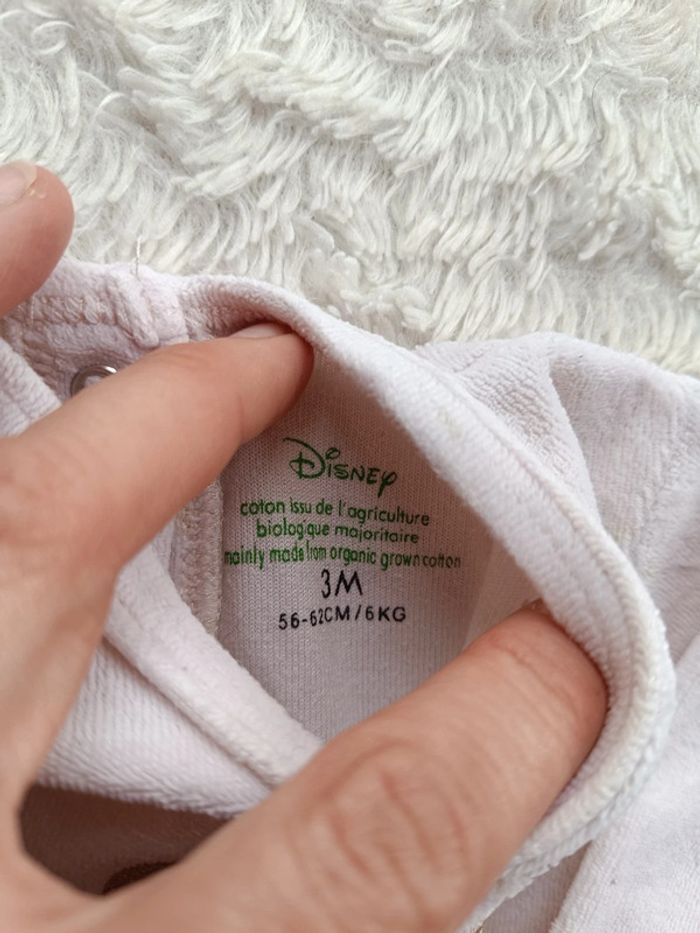 Disney
coton issu de l'agriculture
biologique majoritaire
mainly made from organic grown cotton
3M
56-62CM/6KG